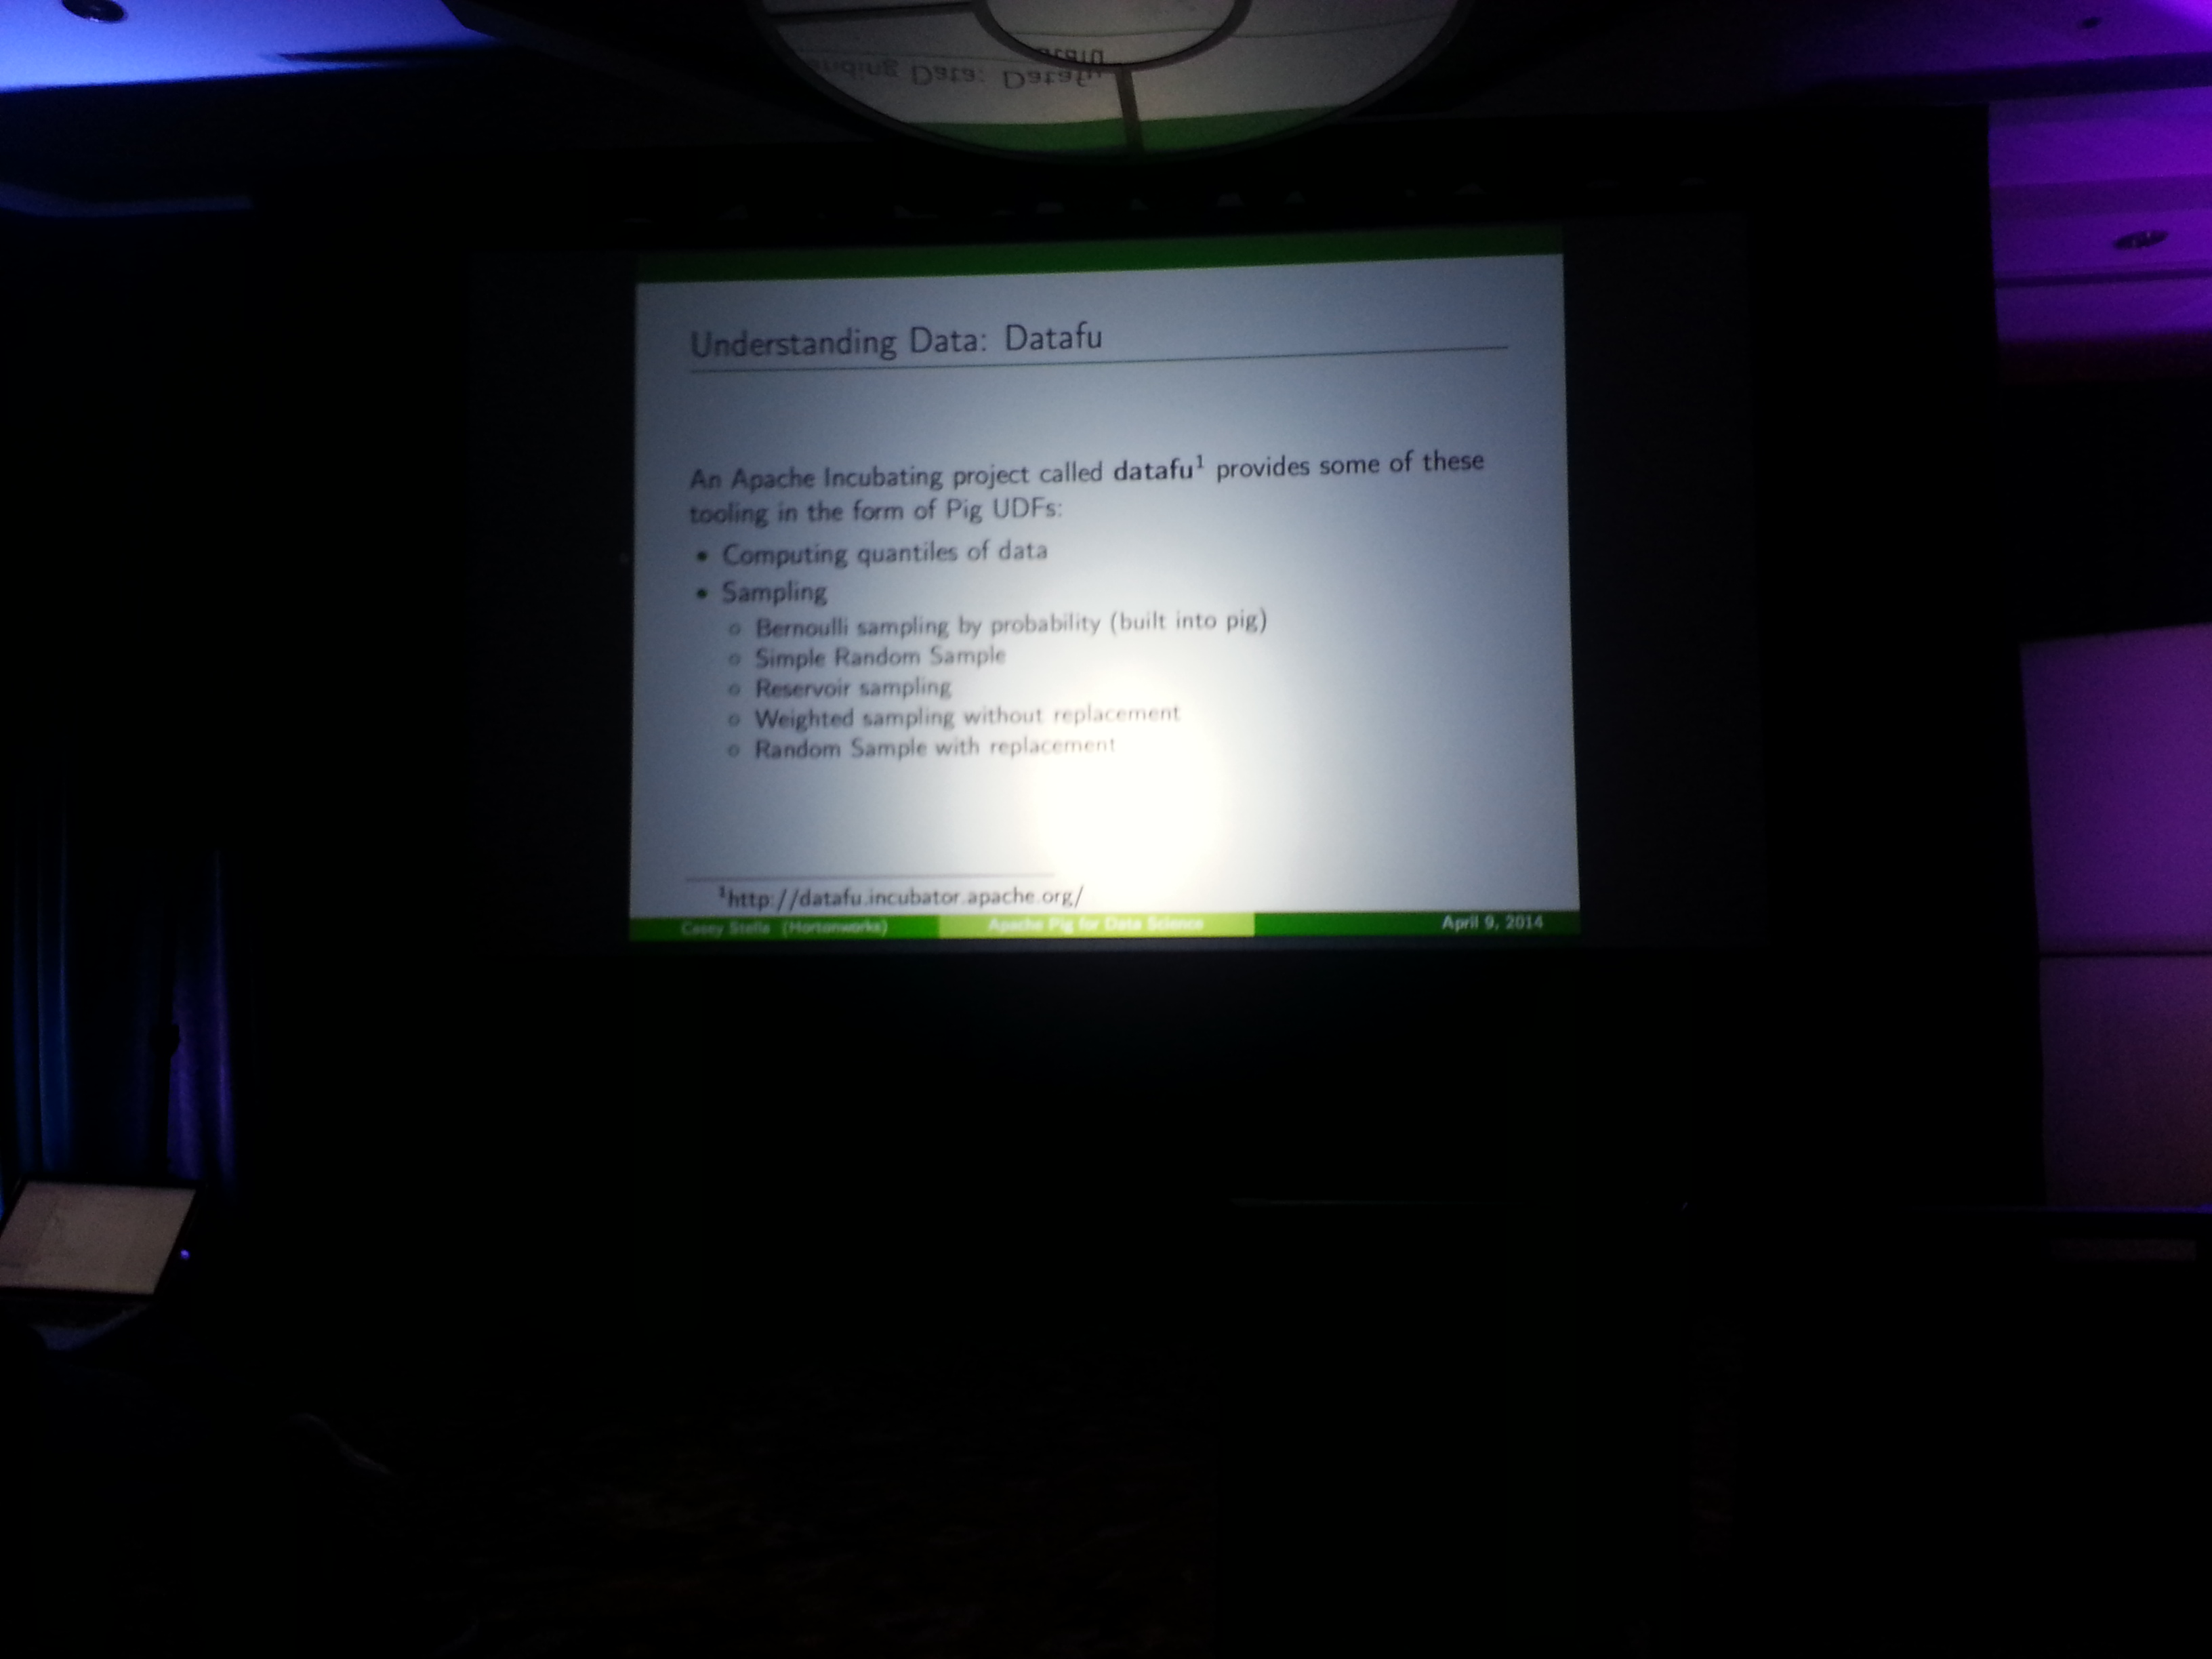 Understanding Data: Datafu
An Apache Incubating project called datafu¹ provides some of these
tooling in the form of Pig UDFs:
• Computing quantiles of data
• Sampling
○ Bernoulli sampling by probability (built into pig)
○ Simple Random Sample
○ Reservoir sampling
○ Weighted sampling without replacement
○ Random Sample with replacement
¹http://datafu.incubator.apache.org/
Casey Stella (Hortonworks) Apache Pig for Data Science April 9, 2014